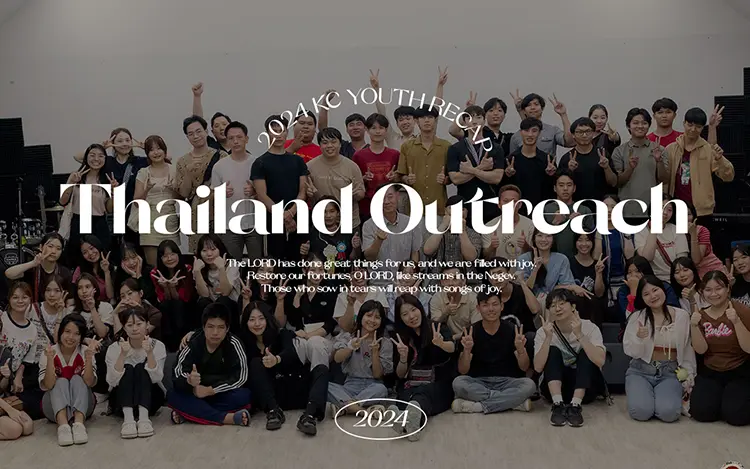 2024 KC YOUTH RECAP
Thailand Outreach
The LORD has done great things for us, and we are filled with joy.
Restore our fortunes, O LORD, like streams in the Negev.
Those who sow in tears will reap with songs of joy.
2024
Barbie